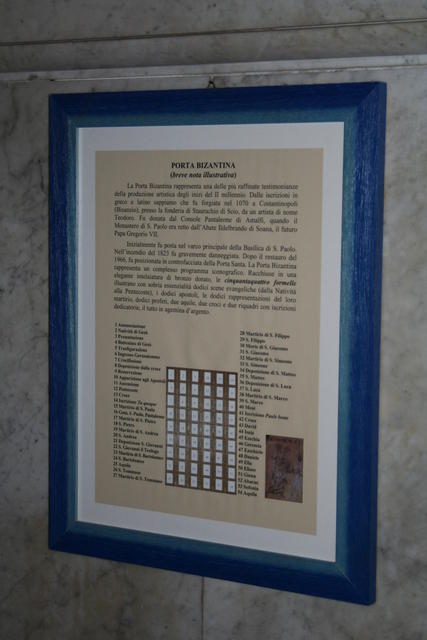 PORTA BIZANTINA
(breve nota illustrativa)
La Porta Bizantina rappresenta una delle più raffinate testimonianze
della produzione artistica degli inizi del II millennio. Dalle iscrizioni in
greco e latino sappiamo che fu forgiata nel 1070 a Costantinopoli
(Bisanzio), presso la fonderia di Staurachio di Scio, da un artista di nome
Teodoro. Fu donata dal Console Pantaleone di Amalfi, quando il
Monastero di S. Paolo era retto dall'Abate Ildebrando di Soana, il futuro
Papa Gregorio VII.
Inizialmente fu posta nel varco principale della Basilica di S. Paolo.
Nell'incendio del 1823 fu gravemente danneggiata. Dopo il restauro del
1966, fu posizionata in controfacciata della Porta Santa. La Porta Bizantina
rappresenta un complesso programma iconografico. Racchiuse in una
elegante intelaiatura di bronzo dorato, le cinquantaquattro formelle
illustrano con sobria essenzialità dodici scene evangeliche (dalla Natività
alla Pentecoste), i dodici apostoli, le dodici rappresentazioni del loro
martirio, dodici profeti, due aquile, due croci e due riquadri con iscrizioni
dedicatorie, il tutto in agemina d'argento.
1 Annunciazione
2 Natività di Gesù
3 Presentazione
4 Battesimo di Gesù
5 Trasfigurazione
6 Ingresso Gerusalemme
7 Crocifissione
8 Deposizione dalla croce
9 Resurrezione
10 Apparizione agli Apostoli
11 Ascensione
12 Pentecoste
13 Croce
14 Iscrizione
15 Martirio di S. Paolo
16 Gesù, S. Paolo, Pantaleone
17 Martirio di S. Pietro
18 S. Pietro
19 Martirio di S. Andrea
20 S. Andrea
21 Deposizione S. Giovanni
22 S. Giovanni il Teologo
23 Martirio di S. Bartolomeo
24 S. Bartolomeo
25 Aquila
26 S. Tommaso
27 Martirio di S. Tommaso
28 Martirio di S. Filippo
29 S. Filippo
30 Morte di S. Giacomo
31 S. Giacomo
32 Martirio di S. Simone
33 S. Simone
34 Deposizione di S. Matteo
35 S. Matteo
36 Deposizione di S. Luca
37 S. Luca
38 Martirio di S. Marco
39 S. Marco
40 Mosè
41 Iscrizione
42 Croce
43 David
44 Isaia
45 Ezechia
46 Geremia
47 Ezechiele
48 Daniele
49 Elia
50 Eliseo
51 Giona
52 Abacuc
53 Sofonia
54 Aquila